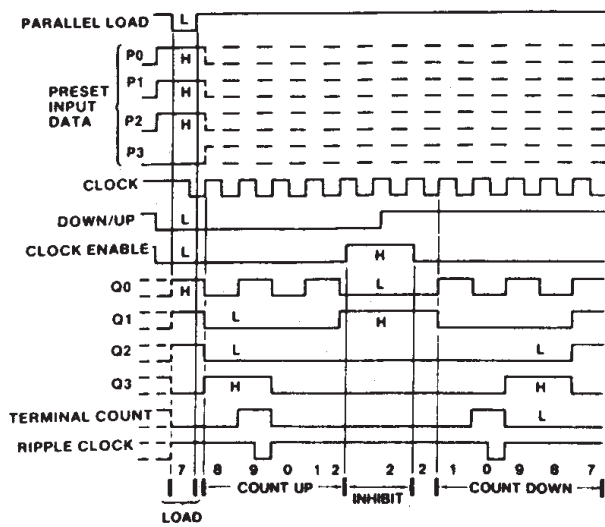 PARALLEL LOAD L
P0 H
P1 H
PRESET
INPUT
DATA
P2 H
P3
CLOCK
DOWN/UP L
CLOCK ENABLE L H
Q0 H L
Q1 L H
Q2 L L
Q3 H H
TERMINAL COUNT L
RIPPLE CLOCK
7 8 9 0 1 2 2 2 1 0 9 8 7
COUNT UP INHIBIT COUNT DOWN
LOAD